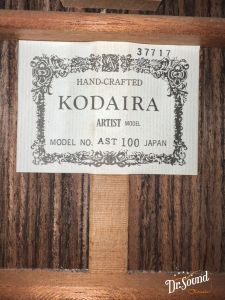 37717
HAND-CRAFTED
KODAIRA
ARTIST MODEL
MODEL NO. AST 100 JAPAN
Dr.Sound